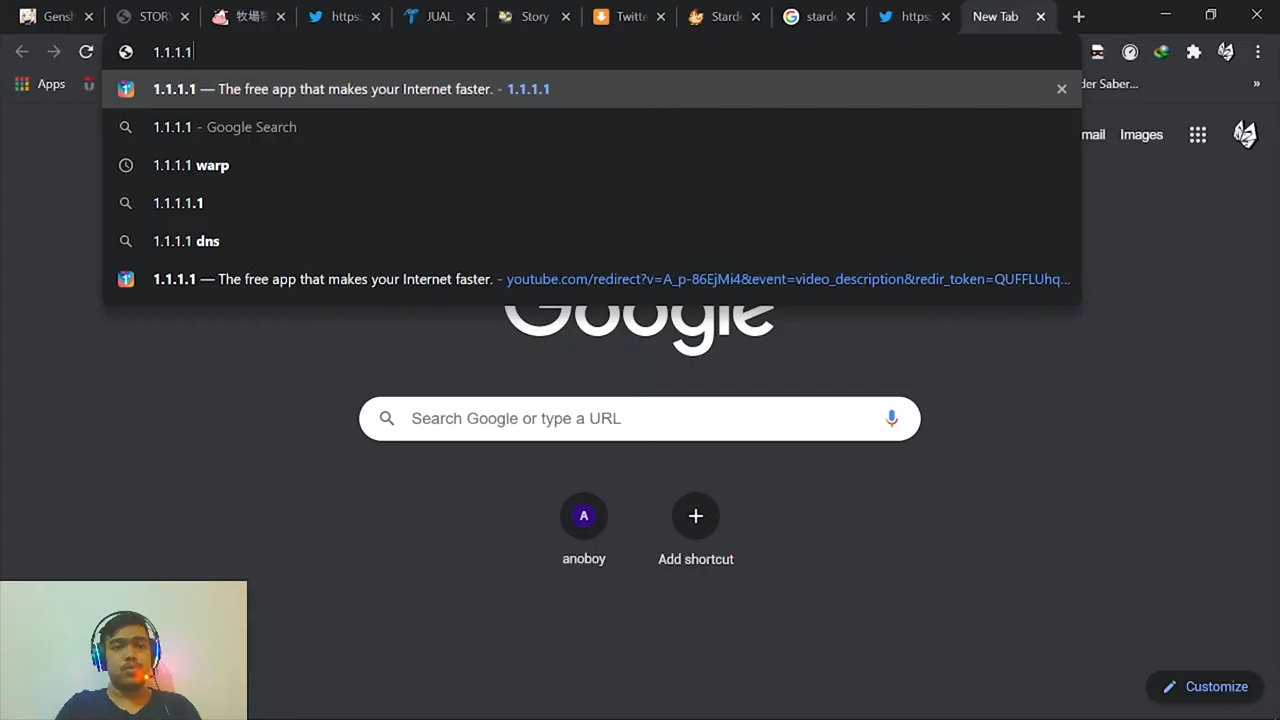 Gensh
STORY
牧場物
https:
JUAL
Story
Twitte
Starde
starde
https:
New Tab
1.1.1.1
Apps
der Saber...
»
1.1.1.1 — The free app that makes your Internet faster. - 1.1.1.1
1.1.1.1 - Google Search
1.1.1.1 warp
1.1.1.1.1
1.1.1.1 dns
1.1.1.1 — The free app that makes your Internet faster. - youtube.com/redirect?v=A_p-86EjMi4&event=video_description&redir_token=QUFFLUhq...
mail Images
Google
Search Google or type a URL
A
anoboy
Add shortcut
Customize